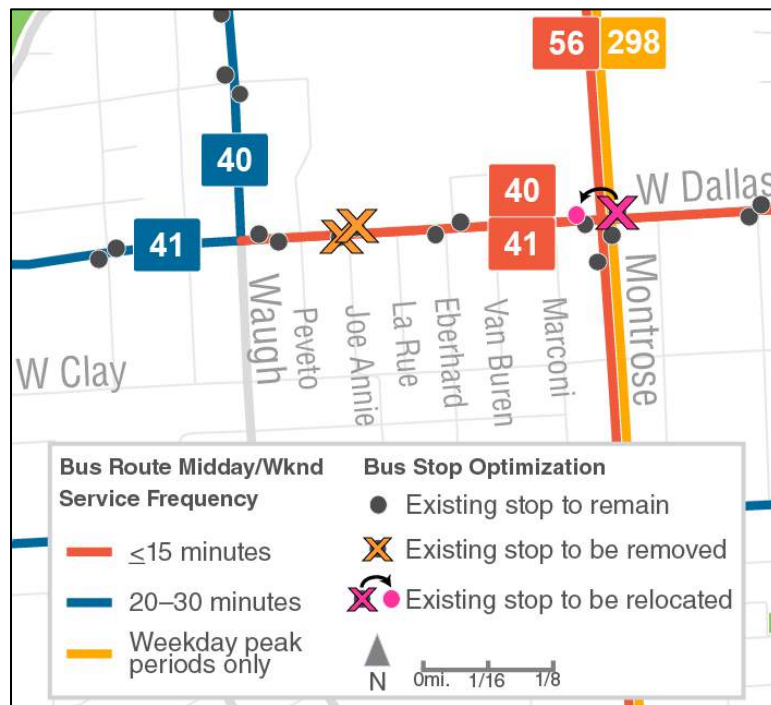 56 298
40
40
W Dallas
41
41
Waugh
Peveto
Joe Annie
La Rue
Eberhard
Van Buren
Marconi
Montrose
W Clay
Bus Route Midday/Wknd
Service Frequency
≤15 minutes
20–30 minutes
Weekday peak
periods only
Bus Stop Optimization
Existing stop to remain
Existing stop to be removed
Existing stop to be relocated
N
0mi. 1/16 1/8